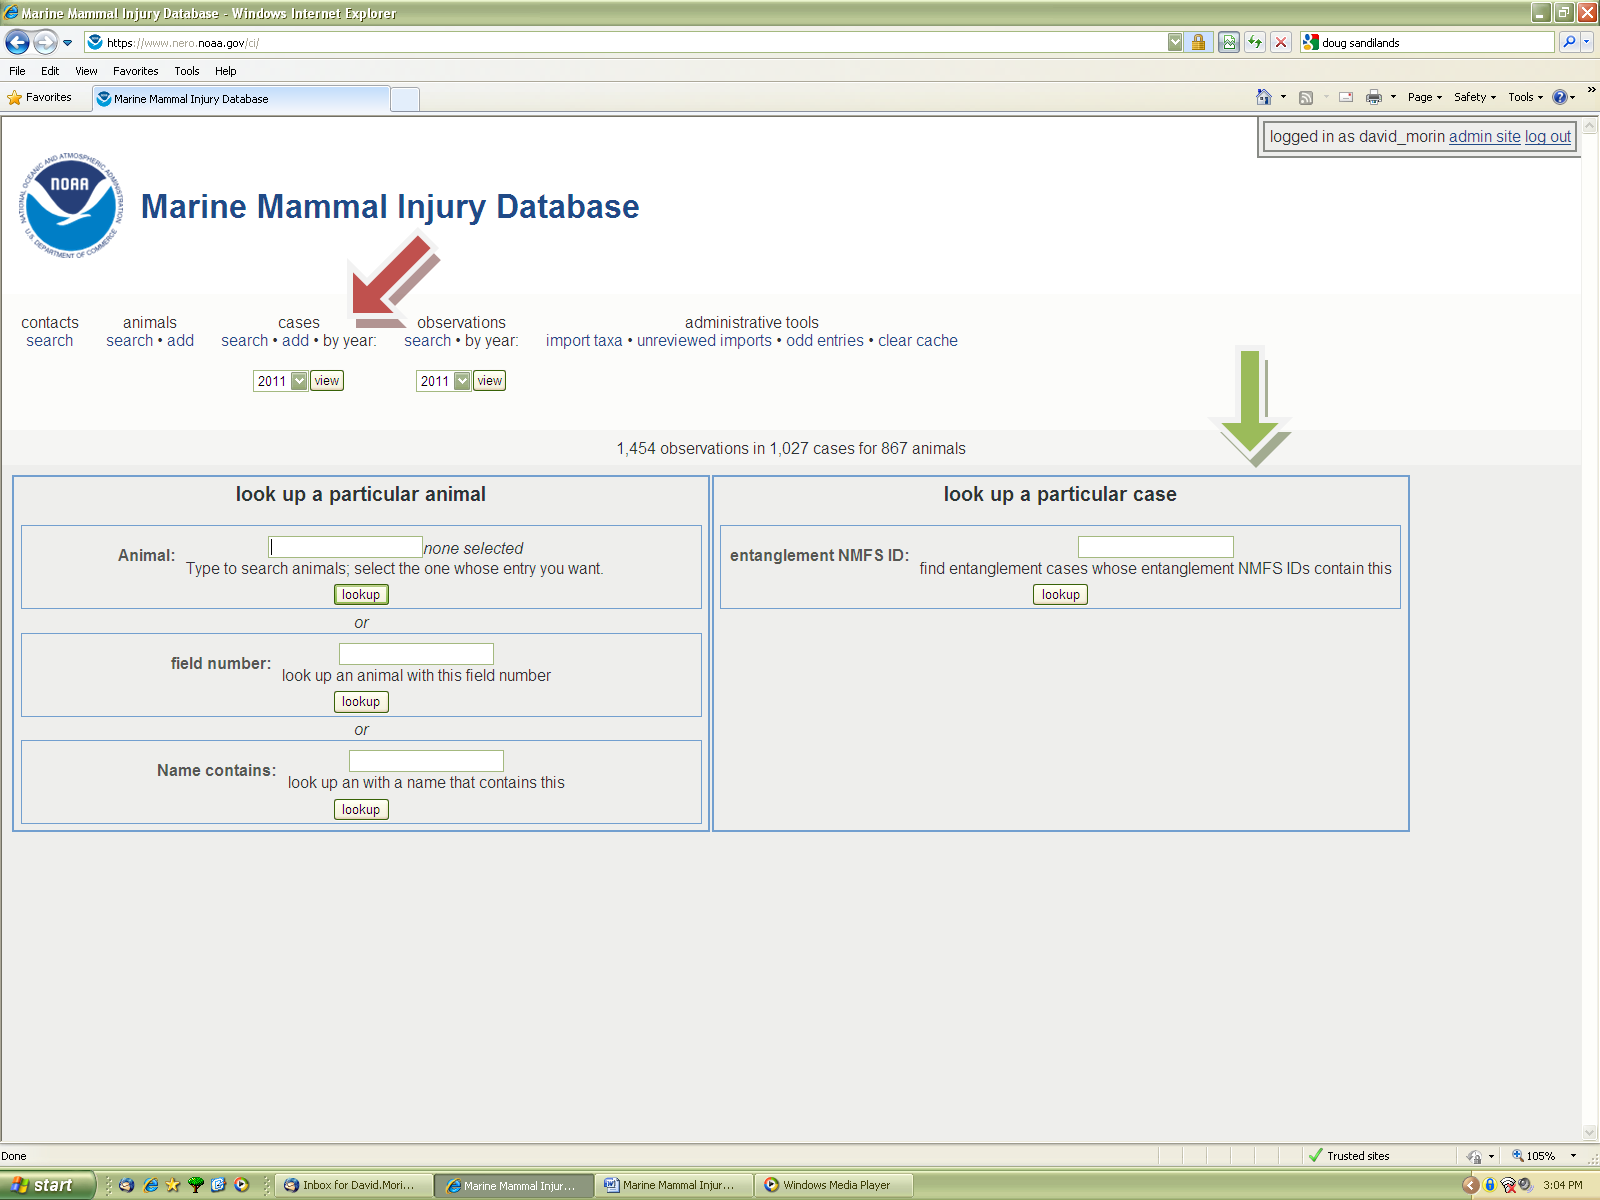 Marine Mammal Injury Database - Windows Internet Explorer
https://www.nero.noaa.gov/ci/
doug sandilands
File Edit View Favorites Tools Help
Favorites
Marine Mammal Injury Database
Page Safety Tools
logged in as david_morin admin site log out
NATIONAL OCEANIC AND ATMOSPHERIC ADMINISTRATION
NOAA
U.S. DEPARTMENT OF COMMERCE
Marine Mammal Injury Database
contacts animals cases observations administrative tools
search search • add search • add • by year: search • by year: import taxa • unreviewed imports • odd entries • clear cache
2011 view 2011 view
1,454 observations in 1,027 cases for 867 animals
look up a particular animal
Animal: none selected
Type to search animals; select the one whose entry you want.
lookup
or
field number:
look up an animal with this field number
lookup
or
Name contains:
look up an with a name that contains this
lookup
look up a particular case
entanglement NMFS ID:
find entanglement cases whose entanglement NMFS IDs contain this
lookup
Done Trusted sites 105%
start Inbox for David.Mori... Marine Mammal Injur... Marine Mammal Injur... Windows Media Player 3:04 PM